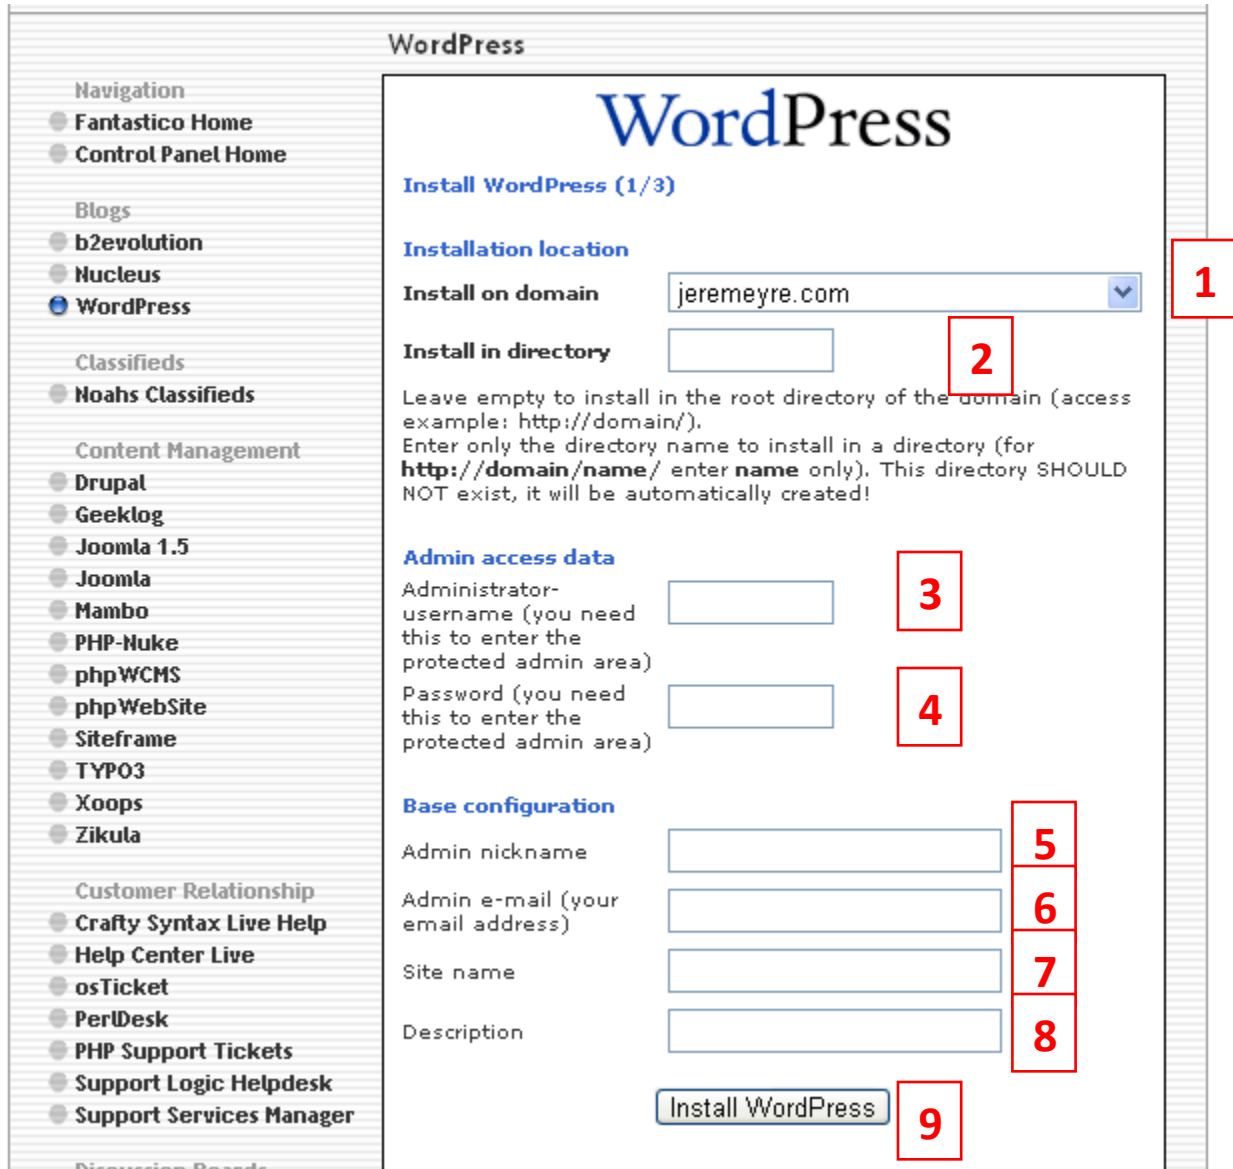 WordPress
Navigation
Fantastico Home
Control Panel Home
Blogs
b2evolution
Nucleus
WordPress
Classifieds
Noahs Classifieds
Content Management
Drupal
Geeklog
Joomla 1.5
Joomla
Mambo
PHP-Nuke
phpWCMS
phpWebSite
Siteframe
TYPO3
Xoops
Zikula
Customer Relationship
Crafty Syntax Live Help
Help Center Live
osTicket
PerlDesk
PHP Support Tickets
Support Logic Helpdesk
Support Services Manager
Discussion Boards
WordPress
Install WordPress (1/3)
Installation location
Install on domain jeremeyre.com 1
Install in directory 2
Leave empty to install in the root directory of the domain (access
example: http://domain/).
Enter only the directory name to install in a directory (for
http://domain/name/ enter name only). This directory SHOULD
NOT exist, it will be automatically created!
Admin access data
Administrator-
username (you need
this to enter the
protected admin area)
3
Password (you need
this to enter the
protected admin area)
4
Base configuration
Admin nickname 5
Admin e-mail (your
email address)
6
Site name 7
Description 8
Install WordPress 9